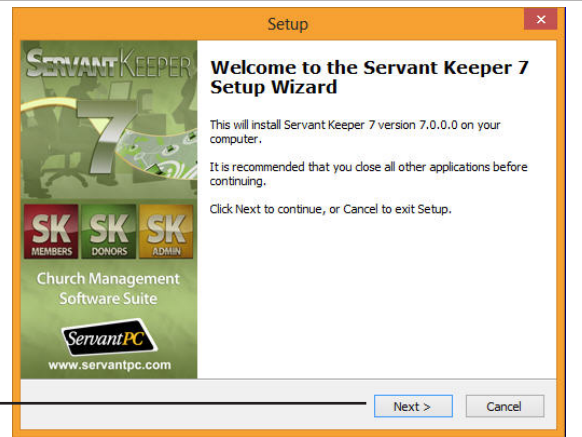 Setup
SERVANT KEEPER
7
SK SK SK
MEMBERS DONORS ADMIN
Church Management
Software Suite
ServantPC
www.servantpc.com
Welcome to the Servant Keeper 7
Setup Wizard
This will install Servant Keeper 7 version 7.0.0.0 on your
computer.
It is recommended that you close all other applications before
continuing.
Click Next to continue, or Cancel to exit Setup.
Next >
Cancel